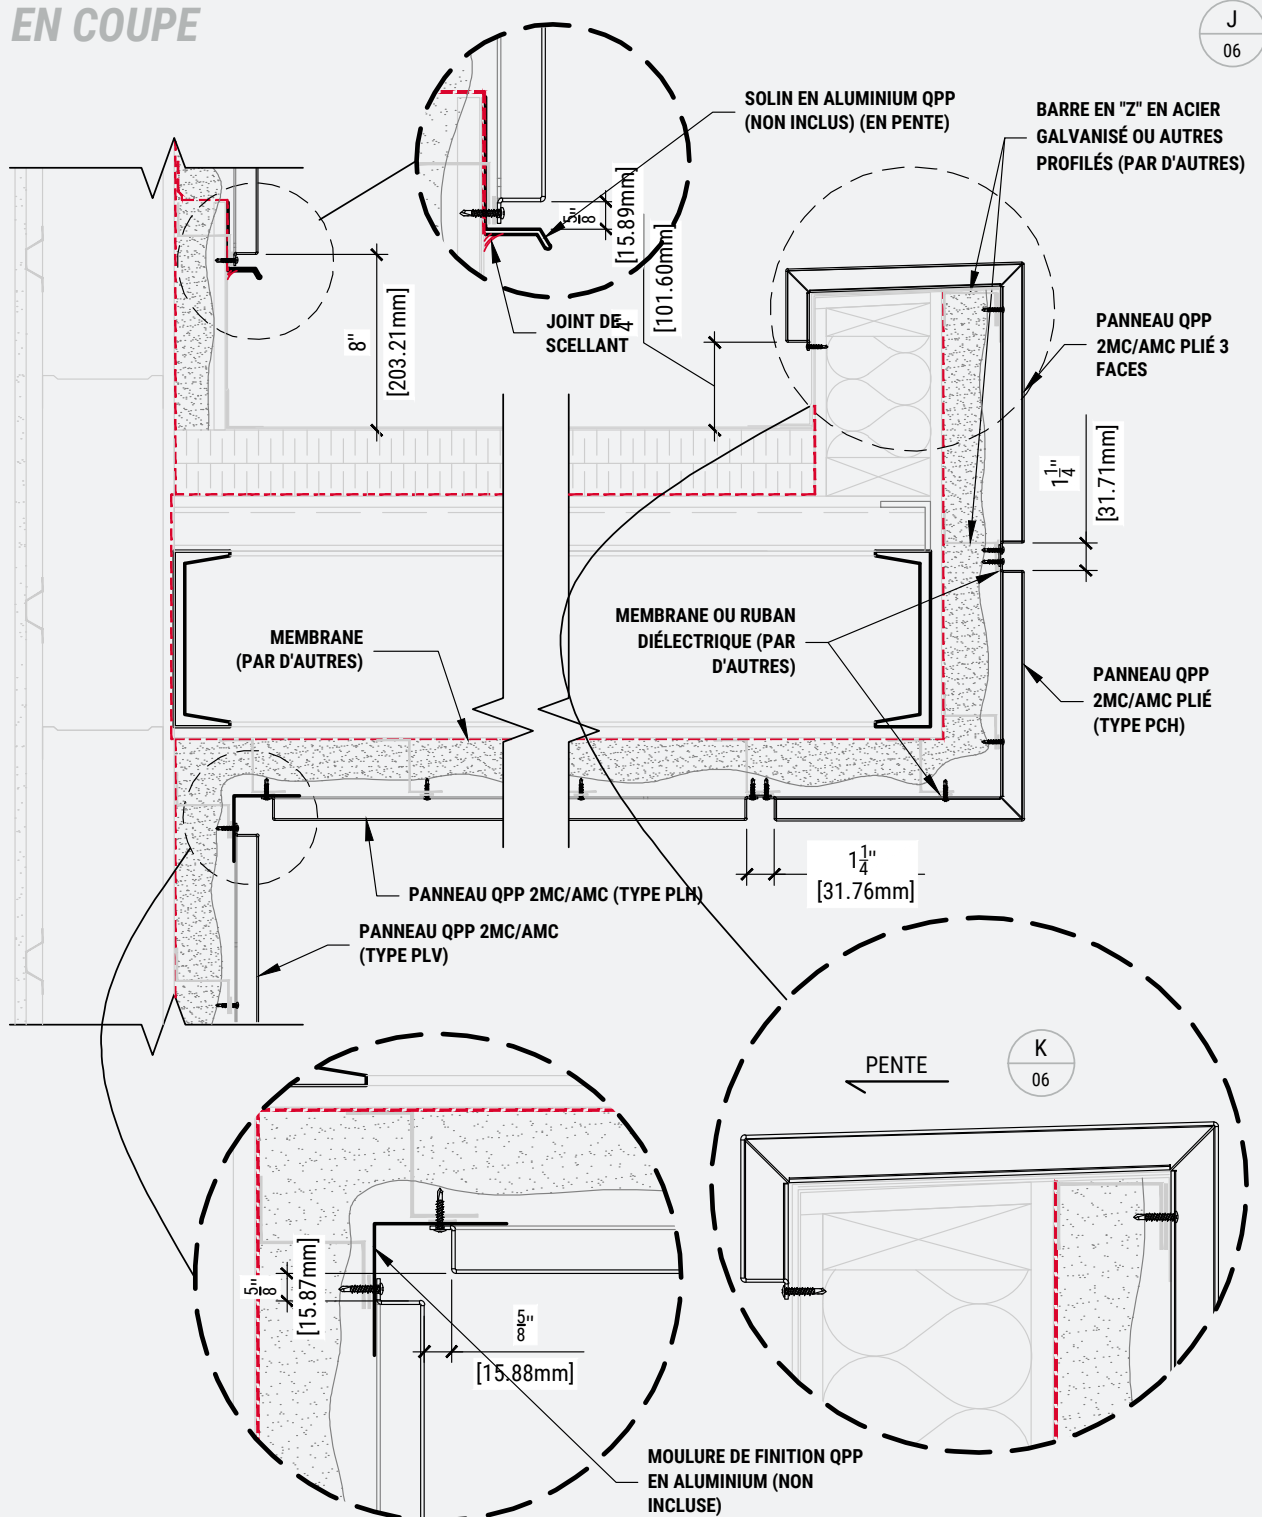 EN COUPE
J
06
SOLIN EN ALUMINIUM QPP
(NON INCLUS) (EN PENTE)
BARRE EN "Z" EN ACIER
GALVANISÉ OU AUTRES
PROFILÉS (PAR D'AUTRES)
5/8"
[15.89mm]
4"
[101.60mm]
JOINT DE
SCELLANT
8"
[203.21mm]
PANNEAU QPP
2MC/AMC PLIÉ 3
FACES
1 1/4"
[31.71mm]
MEMBRANE
(PAR D'AUTRES)
MEMBRANE OU RUBAN
DIÉLECTRIQUE (PAR
D'AUTRES)
PANNEAU QPP
2MC/AMC PLIÉ
(TYPE PCH)
1 1/4"
[31.76mm]
PANNEAU QPP 2MC/AMC (TYPE PLH)
PANNEAU QPP 2MC/AMC
(TYPE PLV)
PENTE
K
06
5/8"
[15.87mm]
5/8"
[15.88mm]
MOULURE DE FINITION QPP
EN ALUMINIUM (NON
INCLUSE)